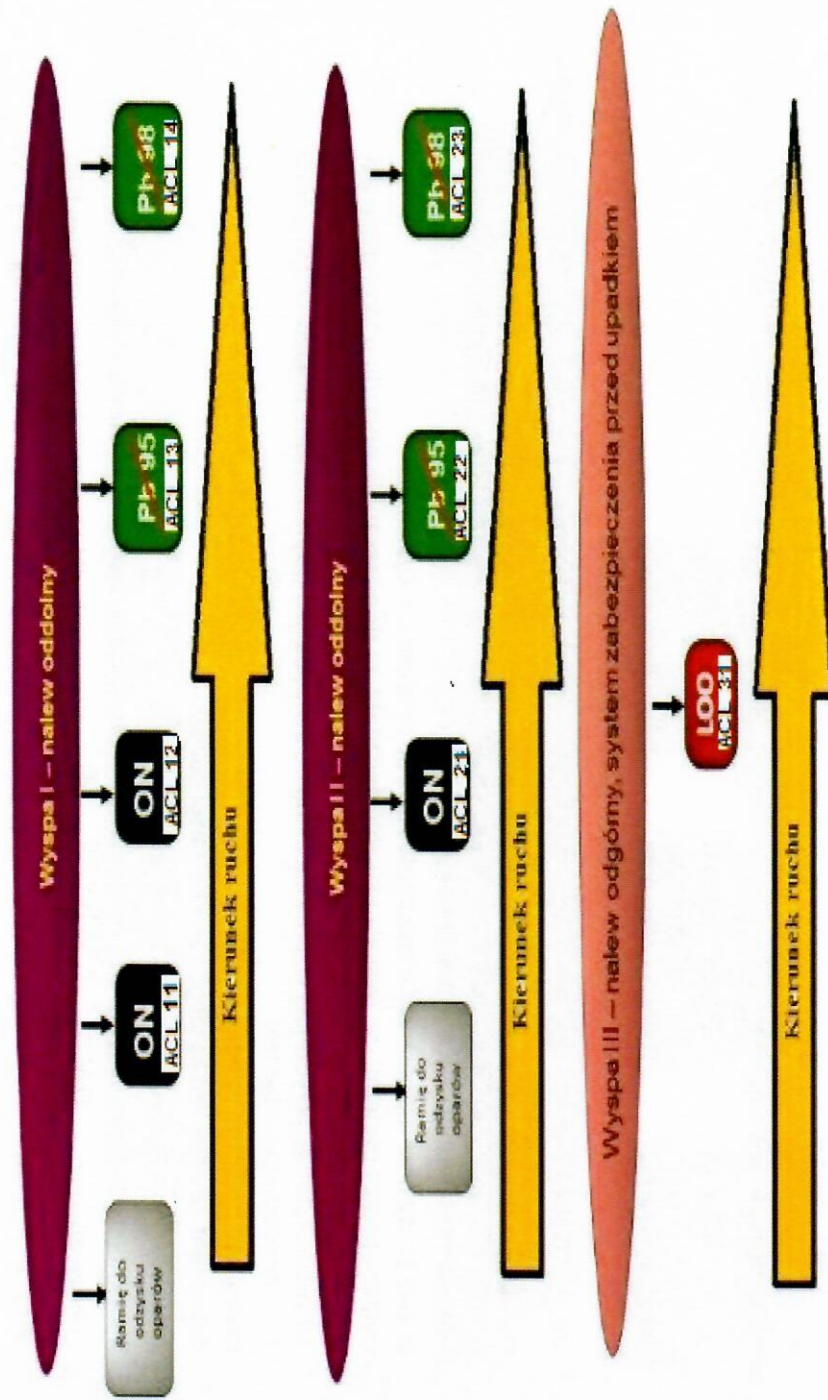 Wyspa I – nalew oddolny
Ramię do
odzysku
oparów
ON
ACL 11
ON
ACL 12
Pb 95
ACL 13
Pb 98
ACL 14
Kierunek ruchu
Wyspa II – nalew oddolny
Ramię do
odzysku
oparów
ON
ACL 21
Pb 95
ACL 22
Pb 98
ACL 23
Kierunek ruchu
Wyspa III – nalew odgórny, system zabezpieczenia przed upadkiem
LOO
ACL 31
Kierunek ruchu